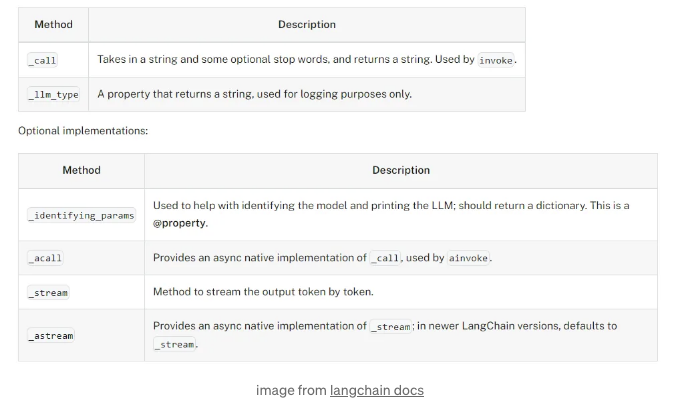 Method Description
_call Takes in a string and some optional stop words, and returns a string. Used by invoke.
_llm_type A property that returns a string, used for logging purposes only.
Optional implementations:
Method Description
_identifying_params Used to help with identifying the model and printing the LLM; should return a dictionary. This is a
@property.
_acall Provides an async native implementation of _call, used by ainvoke.
_stream Method to stream the output token by token.
_astream Provides an async native implementation of _stream; in newer LangChain versions, defaults to
_stream.
image from langchain docs